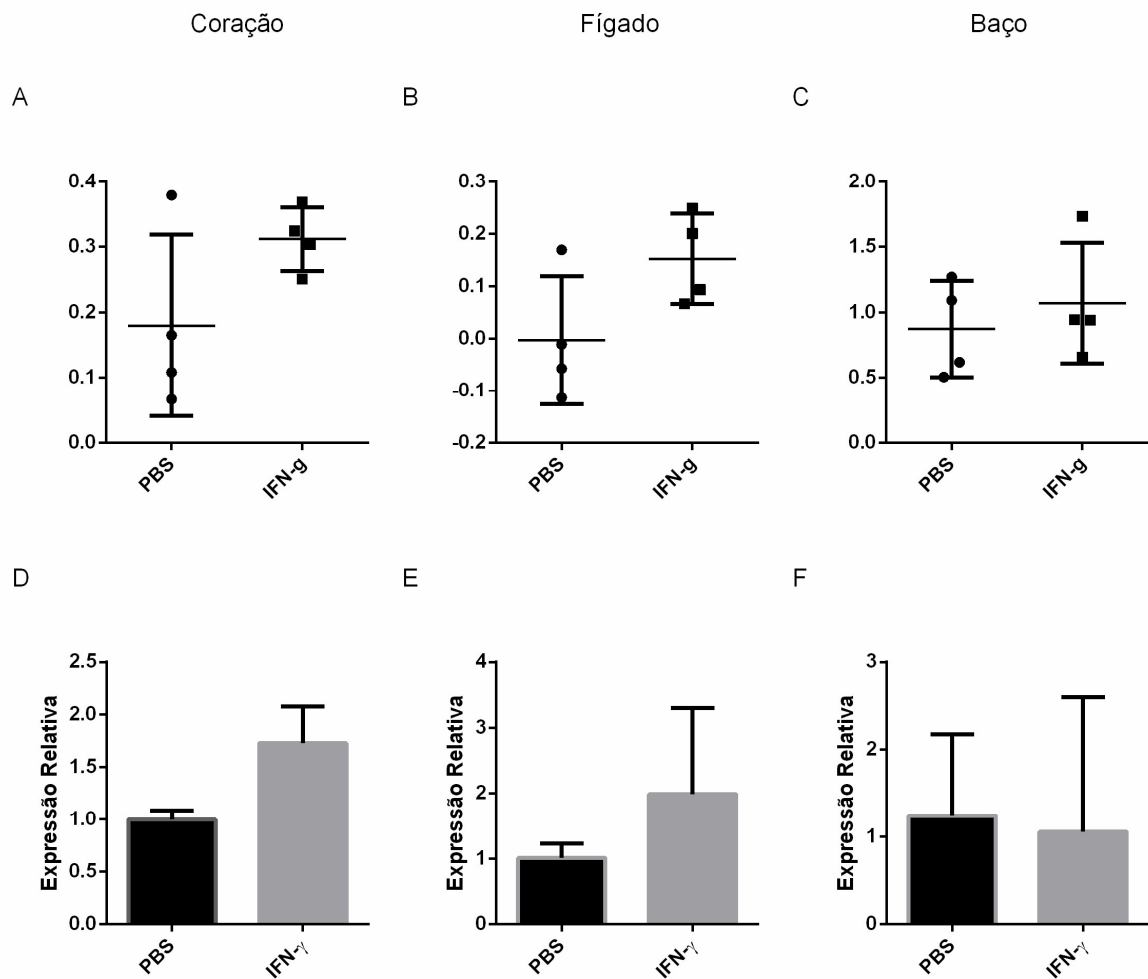 Coração
Fígado
Baço
A
B
C
0.4
0.3
0.2
0.1
0.0
PBS
IFN-g
0.3
0.2
0.1
0.0
-0.1
-0.2
PBS
IFN-g
2.0
1.5
1.0
0.5
0.0
PBS
IFN-g
D
E
F
Expressão Relativa
2.5
2.0
1.5
1.0
0.5
0.0
PBS
IFN-γ
Expressão Relativa
4
3
2
1
0
PBS
IFN-γ
Expressão Relativa
3
2
1
0
PBS
IFN-γ